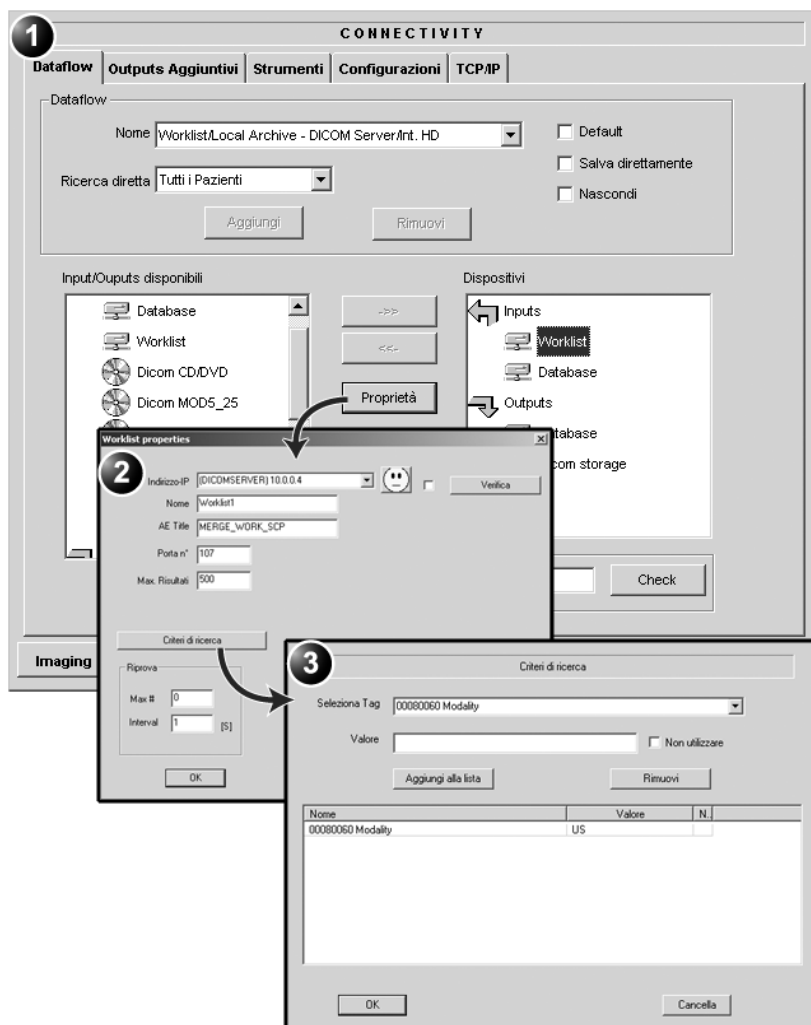 1
CONNECTIVITY
Dataflow Outputs Aggiuntivi Strumenti Configurazioni TCP/IP
Dataflow
Nome Worklist/Local Archive - DICOM Server/Int. HD
Default
Salva direttamente
Nascondi
Ricerca diretta Tutti i Pazienti
Aggiungi Rimuovi
Input/Ouputs disponibili
Database
Worklist
Dicom CD/DVD
Dicom MOD5_25
->>
<<-
Proprietà
Dispositivi
Inputs
Worklist
Database
Outputs
tabase
om storage
Check
Imaging
2
Worklist properties
Indirizzo-IP (DICOMSERVER) 10.0.0.4
Verifica
Nome Worklist1
AE Title MERGE_WORK_SCP
Porta n° 107
Max. Risultati 500
Criteri di ricerca
Riprova
Max # 0
Interval 1 [S]
OK
3
Criteri di ricerca
Seleziona Tag 00080060 Modality
Valore Non utilizzare
Aggiungi alla lista Rimuovi
Nome Valore N..
00080060 Modality US
OK Cancella